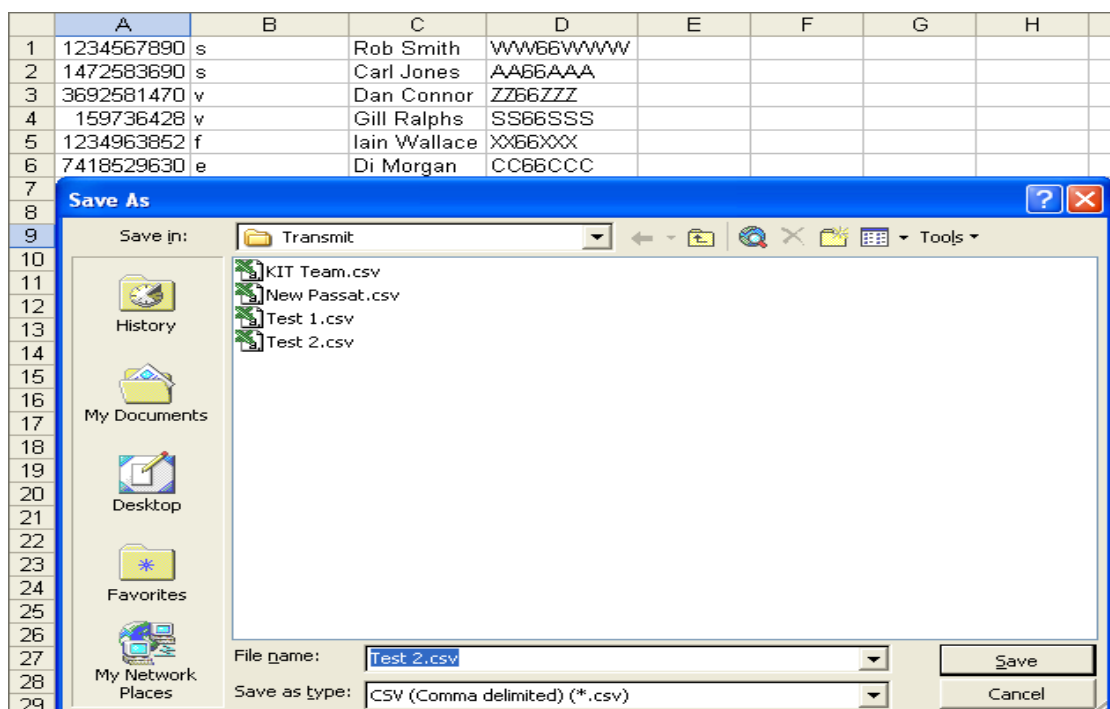 A B C D E F G H
1 1234567890 s Rob Smith WW66WWW
2 1472583690 s Carl Jones AA66AAA
3 3692581470 v Dan Connor ZZ66ZZZ
4 159736428 v Gill Ralphs SS66SSS
5 1234963852 f Iain Wallace XX66XXX
6 7418529630 e Di Morgan CC66CCC
7
8
9
10
11
12
13
14
15
16
17
18
19
20
21
22
23
24
25
26
27
28
29
Save As
Save in: Transmit Tools
KIT Team.csv
New Passat.csv
Test 1.csv
Test 2.csv
History
My Documents
Desktop
Favorites
My Network
Places
File name: Test 2.csv Save
Save as type: CSV (Comma delimited) (*.csv) Cancel